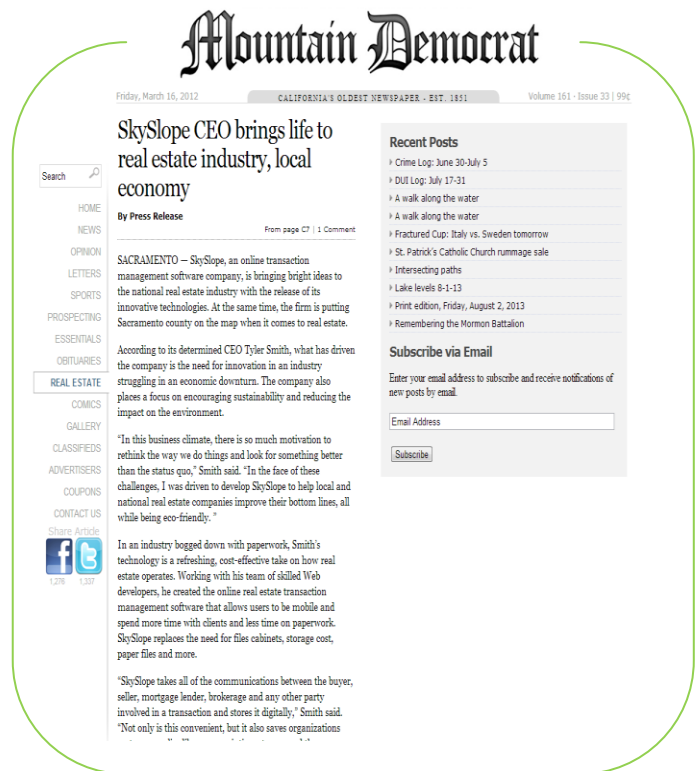 Mountain Democrat
Friday, March 16, 2012
CALIFORNIA'S OLDEST NEWSPAPER - EST. 1851
Volume 161 - Issue 33 | 99¢
Search
HOME
NEWS
OPINION
LETTERS
SPORTS
PROSPECTING
ESSENTIALS
OBITUARIES
REAL ESTATE
COMICS
GALLERY
CLASSIFIEDS
ADVERTISERS
COUPONS
CONTACT US
Share Article
1,276 1,337
SkySlope CEO brings life to
real estate industry, local
economy
By Press Release
From page C7 | 1 Comment
SACRAMENTO — SkySlope, an online transaction
management software company, is bringing bright ideas to
the national real estate industry with the release of its
innovative technologies. At the same time, the firm is putting
Sacramento county on the map when it comes to real estate.
According to its determined CEO Tyler Smith, what has driven
the company is the need for innovation in an industry
struggling in an economic downturn. The company also
places a focus on encouraging sustainability and reducing the
impact on the environment.
“In this business climate, there is so much motivation to
rethink the way we do things and look for something better
than the status quo,” Smith said. “In the face of these
challenges, I was driven to develop SkySlope to help local and
national real estate companies improve their bottom lines, all
while being eco-friendly. ”
In an industry bogged down with paperwork, Smith’s
technology is a refreshing, cost-effective take on how real
estate operates. Working with his team of skilled Web
developers, he created the online real estate transaction
management software that allows users to be mobile and
spend more time with clients and less time on paperwork.
SkySlope replaces the need for files cabinets, storage cost,
paper files and more.
“SkySlope takes all of the communications between the buyer,
seller, mortgage lender, brokerage and any other party
involved in a transaction and stores it digitally,” Smith said.
“Not only is this convenient, but it also saves organizations
Recent Posts
Crime Log: June 30-July 5
DUI Log: July 17-31
A walk along the water
A walk along the water
Fractured Cup: Italy vs. Sweden tomorrow
St. Patrick’s Catholic Church rummage sale
Intersecting paths
Lake levels 8-1-13
Print edition, Friday, August 2, 2013
Remembering the Mormon Battalion
Subscribe via Email
Enter your email address to subscribe and receive notifications of
new posts by email.
Email Address
Subscribe